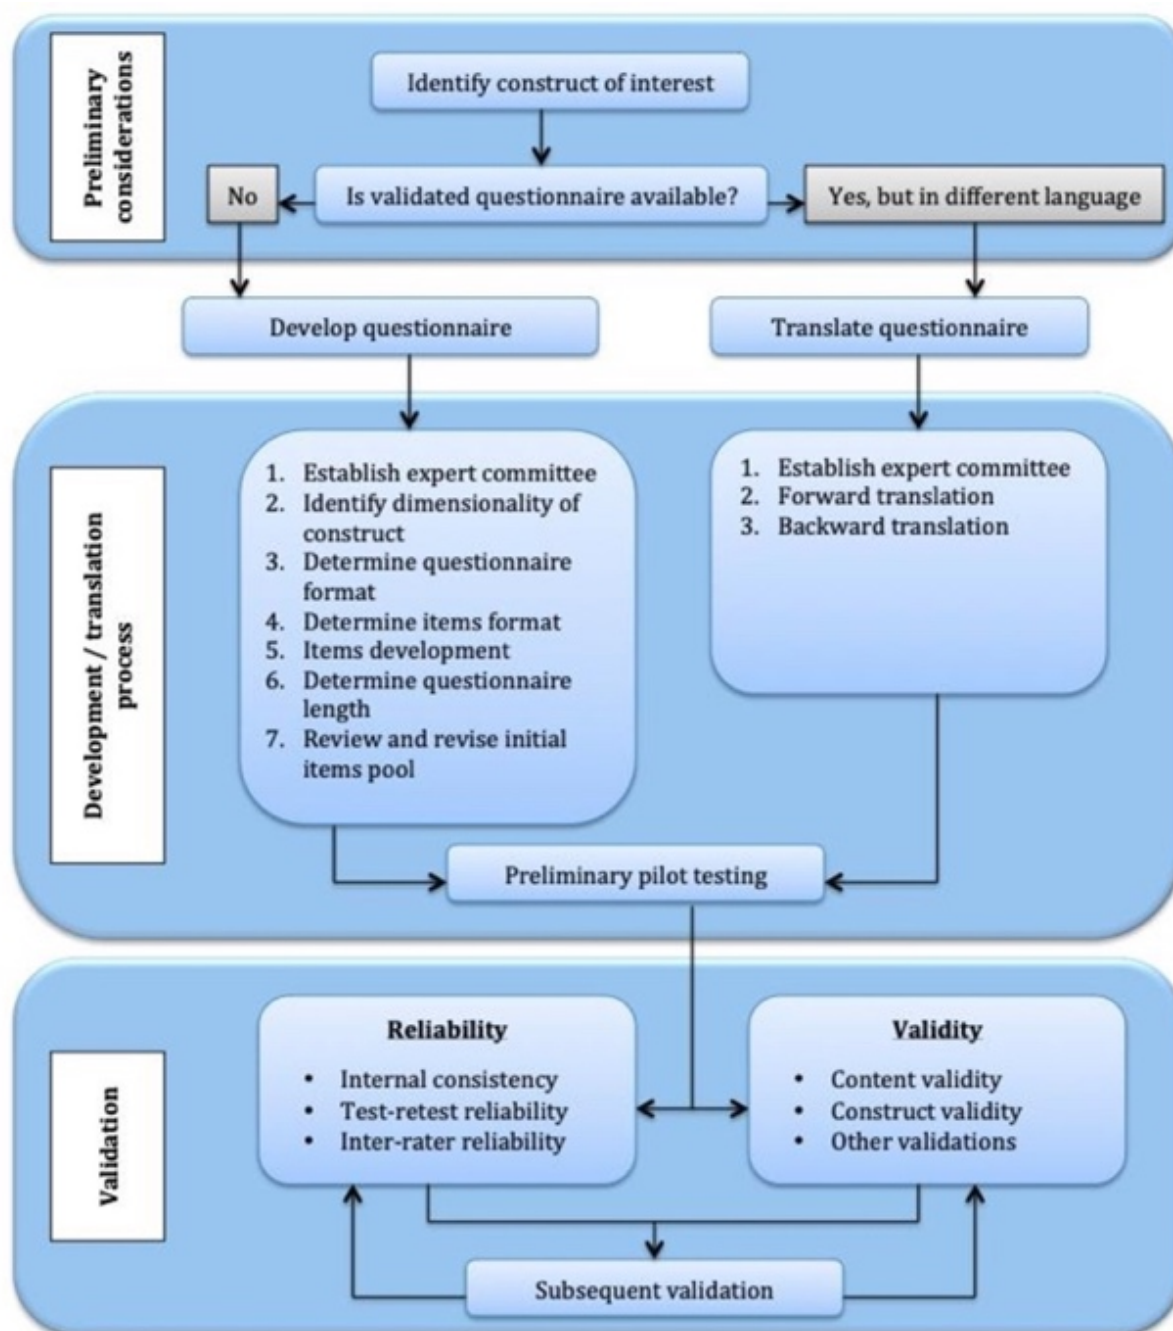 Preliminary
considerations
Identify construct of interest
No
Is validated questionnaire available?
Yes, but in different language
Develop questionnaire
Translate questionnaire
Development / translation
process
1. Establish expert committee
2. Identify dimensionality of
construct
3. Determine questionnaire
format
4. Determine items format
5. Items development
6. Determine questionnaire
length
7. Review and revise initial
items pool
1. Establish expert committee
2. Forward translation
3. Backward translation
Preliminary pilot testing
Validation
Reliability
• Internal consistency
• Test-retest reliability
• Inter-rater reliability
Validity
• Content validity
• Construct validity
• Other validations
Subsequent validation